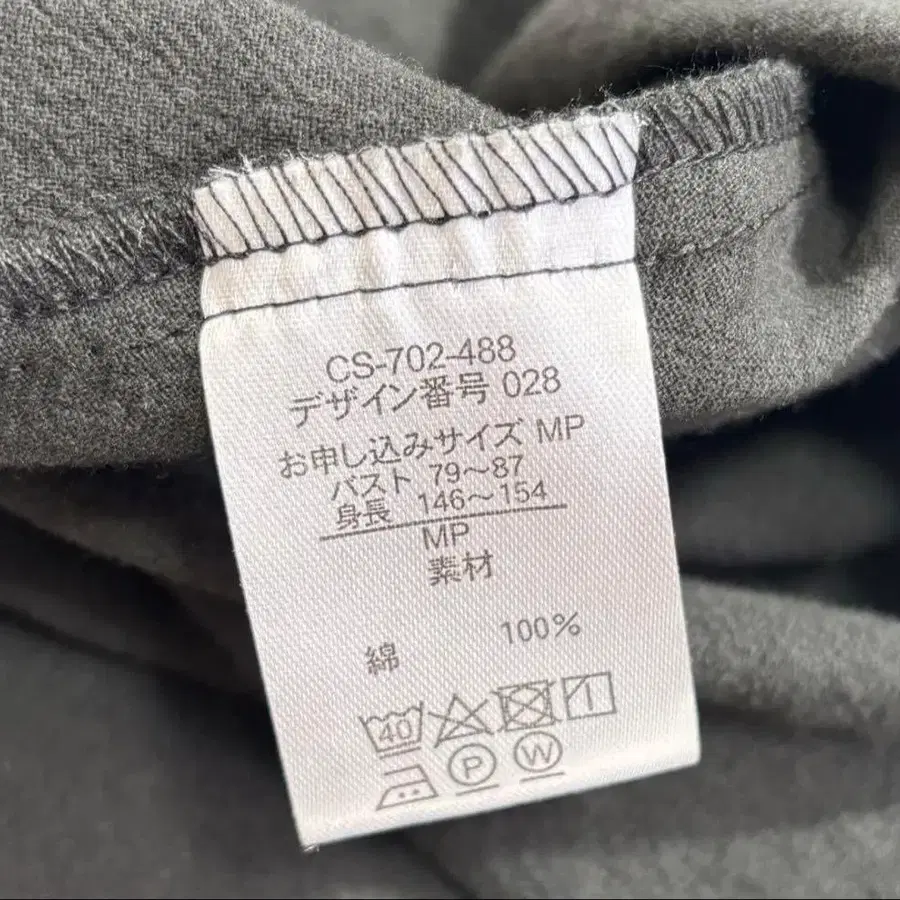 CS-702-488
デザイン番号 028
お申し込みサイズ MP
バスト 79～87
身長 146～154
MP
素材
綿 100%
40
P W